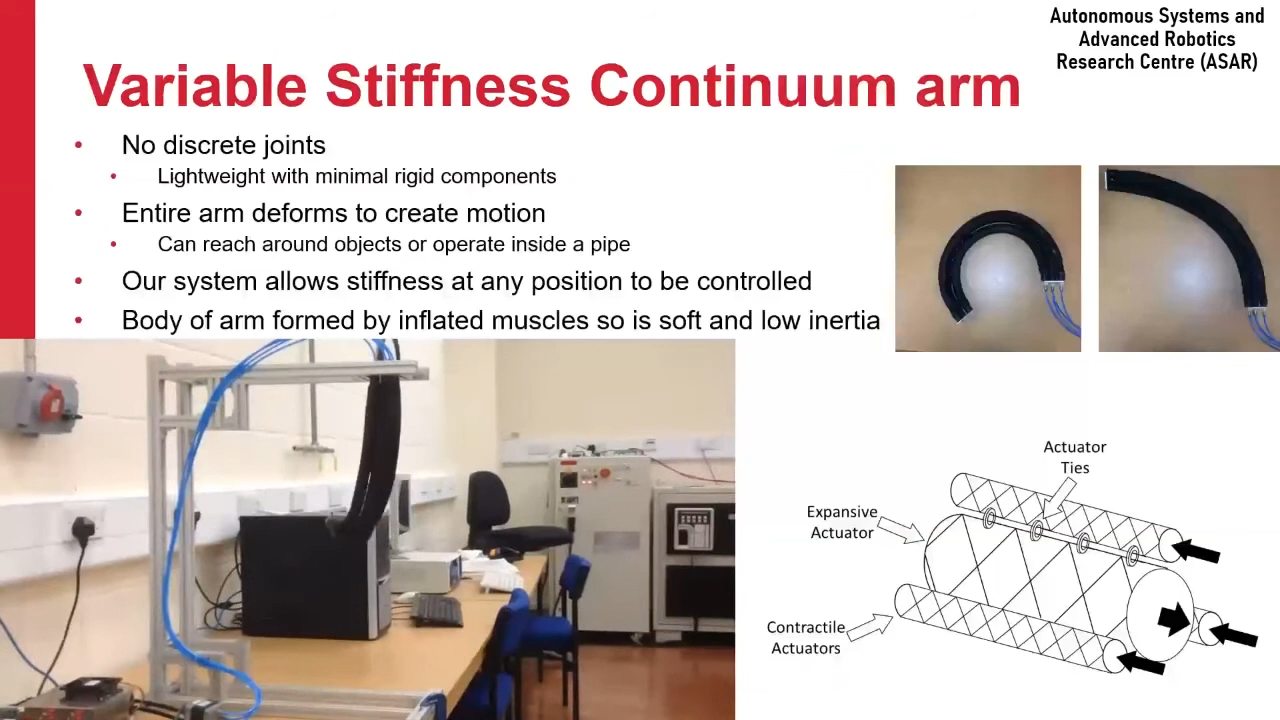 Autonomous Systems and
Advanced Robotics
Research Centre (ASAR)
Variable Stiffness Continuum arm
• No discrete joints
• Lightweight with minimal rigid components
• Entire arm deforms to create motion
• Can reach around objects or operate inside a pipe
• Our system allows stiffness at any position to be controlled
• Body of arm formed by inflated muscles so is soft and low inertia
Actuator
Ties
Expansive
Actuator
Contractile
Actuators